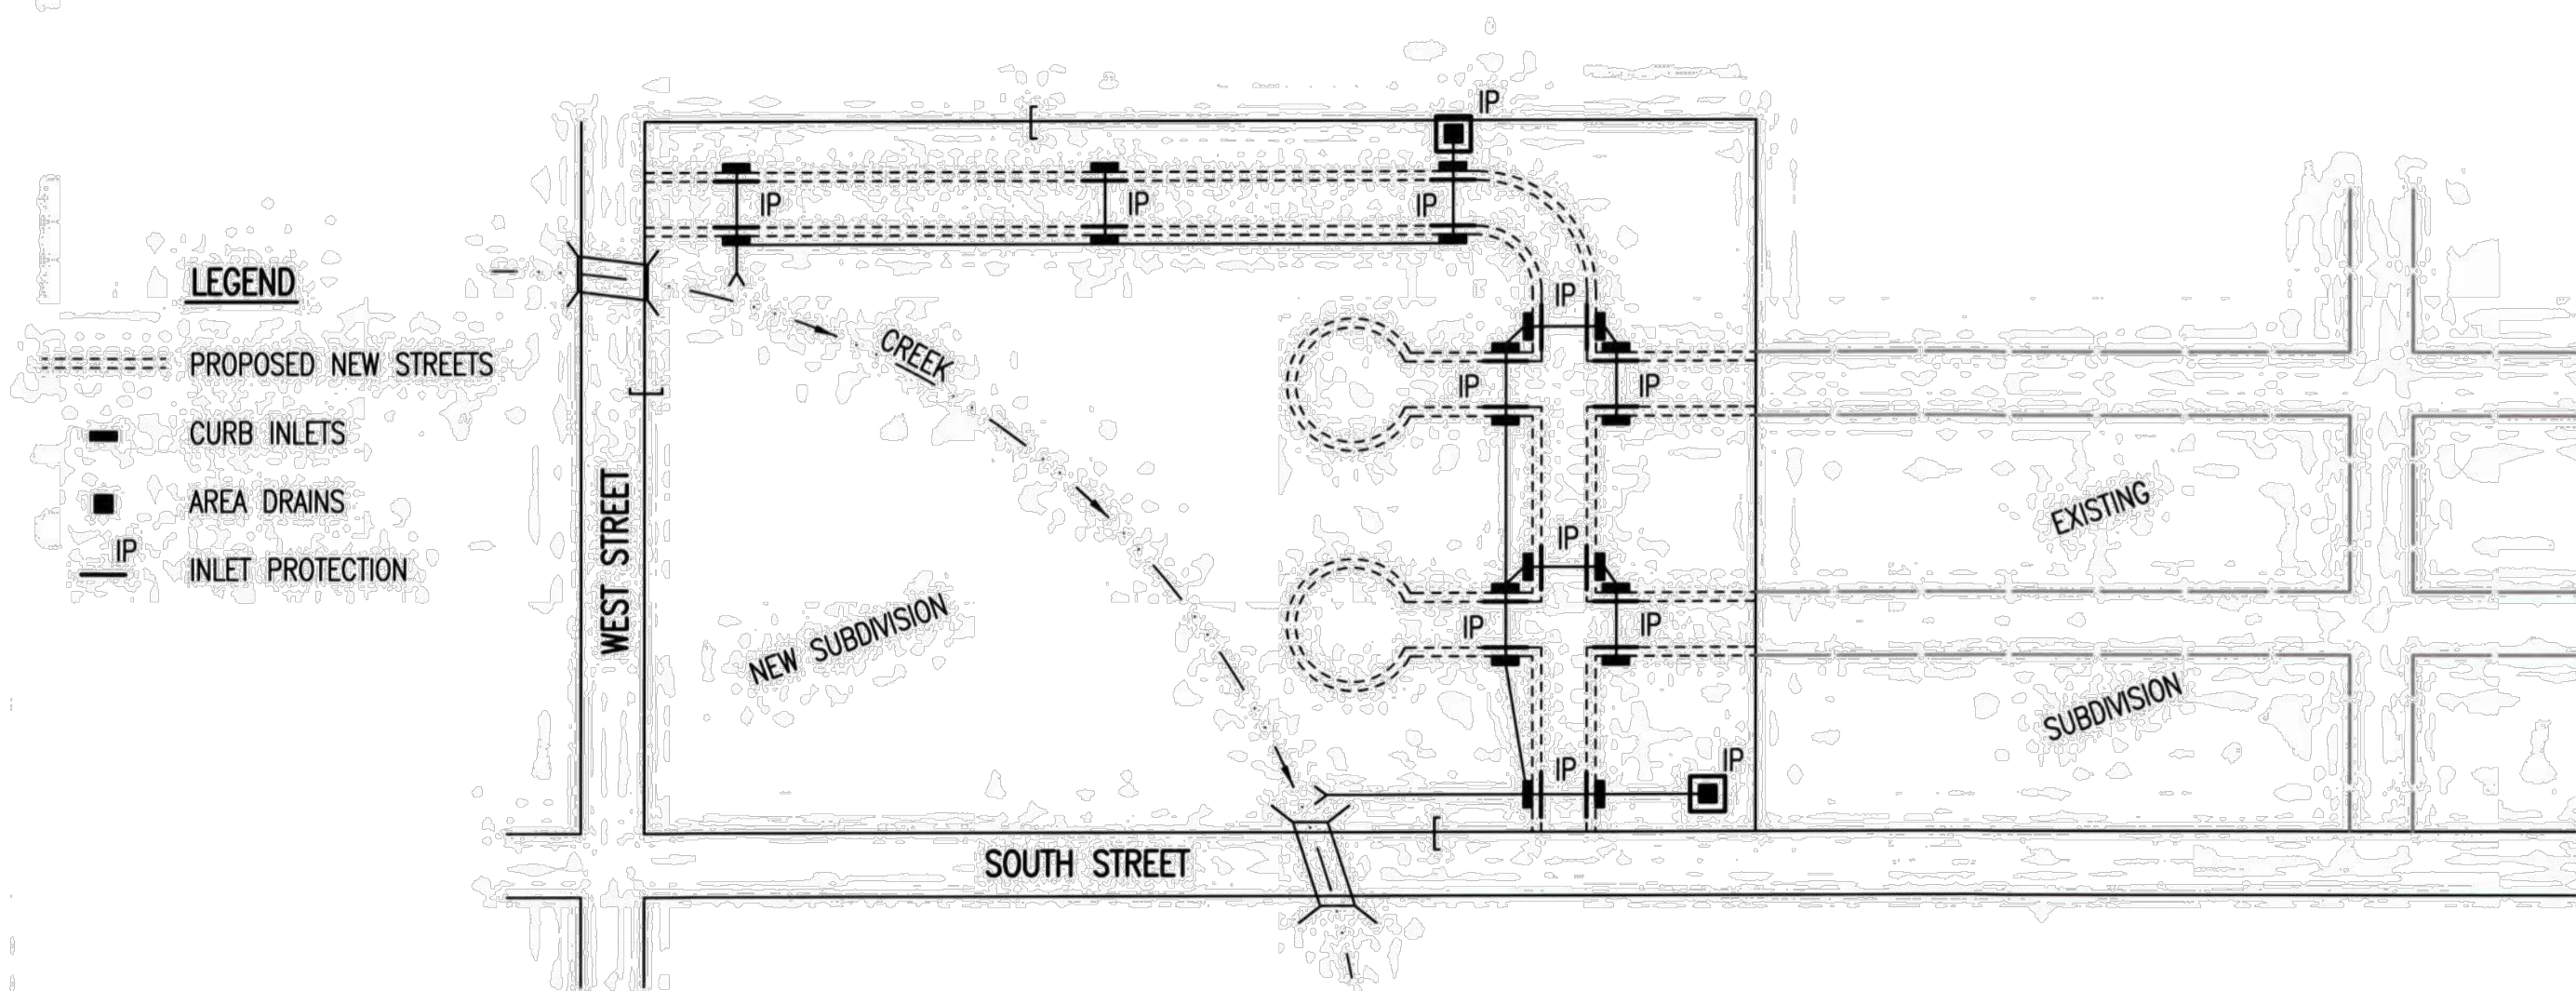 IP
IP
IP
IP
LEGEND
IP
CREEK
PROPOSED NEW STREETS
IP
IP
CURB INLETS
AREA DRAINS
EXISTING
IP
IP
INLET PROTECTION
WEST STREET
NEW SUBDIVISION
IP
IP
SUBDIVISION
IP
IP
SOUTH STREET